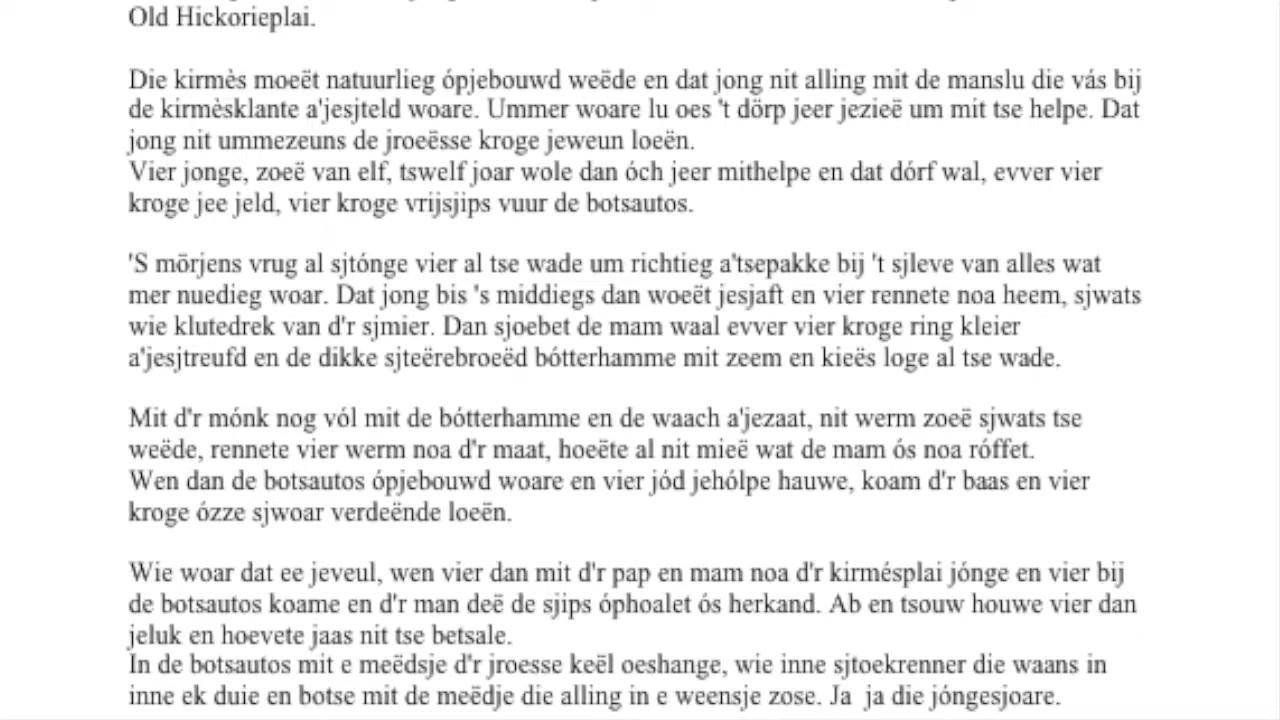 Old Hickorieplai.
Die kirmès moeët natuurlieg ópjebouwd weëde en dat jong nit alling mit de manslu die vás bij
de kirmèsklante a'jesjteld woare. Ummer woare lu oes 't dörp jeer jezieë um mit tse helpe. Dat
jong nit ummezeuns de jroeësse kroge jeweun loeën.
Vier jonge, zoeë van elf, tswelf joar wole dan óch jeer mithelpe en dat dórf wal, evver vier
kroge jee jeld, vier kroge vrijsjips vuur de botsautos.
'S mörjens vrug al sjtónge vier al tse wade um richtieg a'tsepakke bij 't sjleve van alles wat
mer nuedieg woar. Dat jong bis 's middiegs dan woeët jesjaft en vier rennete noa heem, sjwats
wie klutedrek van d'r sjmier. Dan sjoebet de mam waal evver vier kroge ring kleier
a'jesjtreufd en de dikke sjteërebroeëd bótterhamme mit zeem en kieës loge al tse wade.
Mit d'r mónk nog vól mit de bótterhamme en de waach a'jezaat, nit werm zoeë sjwats tse
weëde, rennete vier werm noa d'r maat, hoeëte al nit mieë wat de mam ós noa róffet.
Wen dan de botsautos ópjebouwd woare en vier jód jehólpe hauwe, koam d'r baas en vier
kroge ózze sjwoar verdeënde loeën.
Wie woar dat ee jeveul, wen vier dan mit d'r pap en mam noa d'r kirmésplai jónge en vier bij
de botsautos koame en d'r man deë de sjips óphoalet ós herkand. Ab en tsouw houwe vier dan
jeluk en hoevete jaas nit tse betsale.
In de botsautos mit e meëdsje d'r jroesse keël oeshange, wie inne sjtoekrenner die waans in
inne ek duie en botse mit de meëdje die alling in e weensje zose. Ja  ja die jóngesjoare.